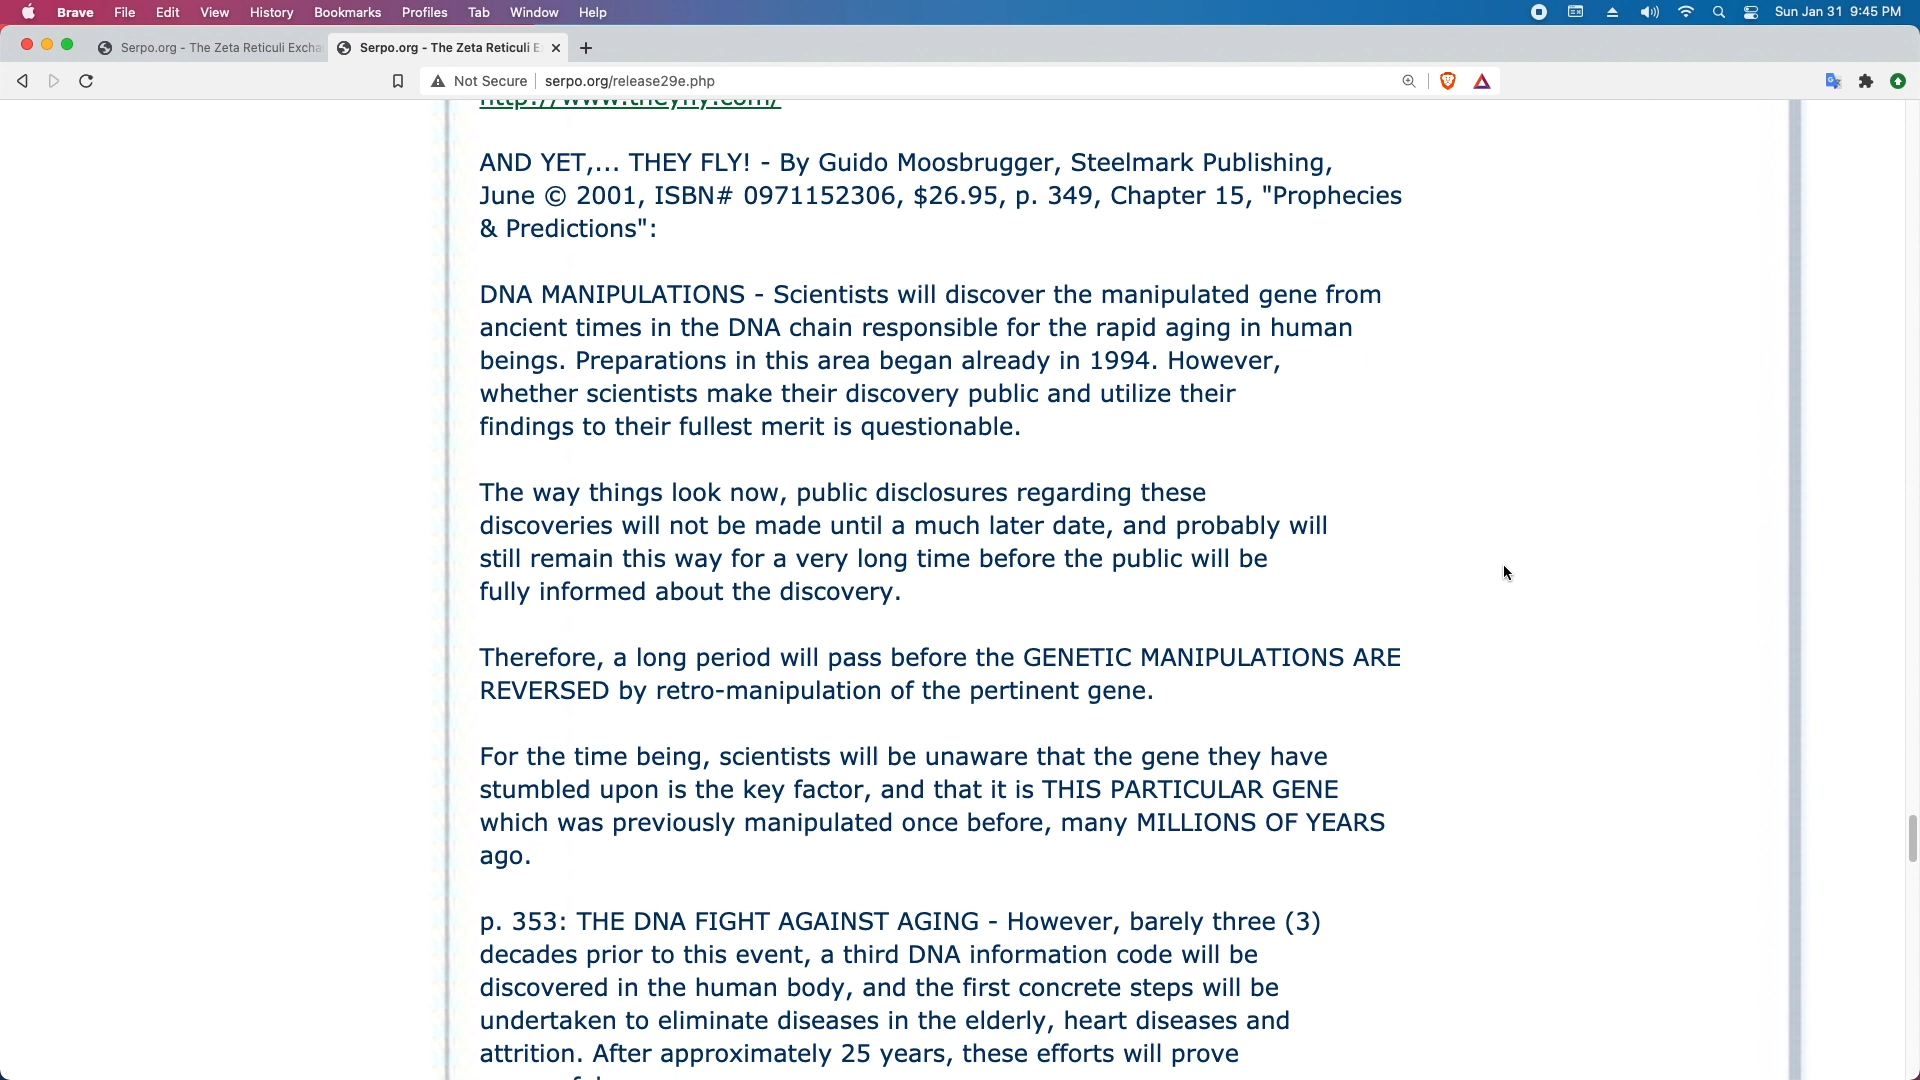 Brave File Edit View History Bookmarks Profiles Tab Window Help Sun Jan 31 9:45 PM
Serpo.org - The Zeta Reticuli Excha
Serpo.org - The Zeta Reticuli E
Not Secure serpo.org/release29e.php
http://www.theyfly.com/
AND YET,... THEY FLY! - By Guido Moosbrugger, Steelmark Publishing,
June © 2001, ISBN# 0971152306, $26.95, p. 349, Chapter 15, "Prophecies
& Predictions":
DNA MANIPULATIONS - Scientists will discover the manipulated gene from
ancient times in the DNA chain responsible for the rapid aging in human
beings. Preparations in this area began already in 1994. However,
whether scientists make their discovery public and utilize their
findings to their fullest merit is questionable.
The way things look now, public disclosures regarding these
discoveries will not be made until a much later date, and probably will
still remain this way for a very long time before the public will be
fully informed about the discovery.
Therefore, a long period will pass before the GENETIC MANIPULATIONS ARE
REVERSED by retro-manipulation of the pertinent gene.
For the time being, scientists will be unaware that the gene they have
stumbled upon is the key factor, and that it is THIS PARTICULAR GENE
which was previously manipulated once before, many MILLIONS OF YEARS
ago.
p. 353: THE DNA FIGHT AGAINST AGING - However, barely three (3)
decades prior to this event, a third DNA information code will be
discovered in the human body, and the first concrete steps will be
undertaken to eliminate diseases in the elderly, heart diseases and
attrition. After approximately 25 years, these efforts will prove